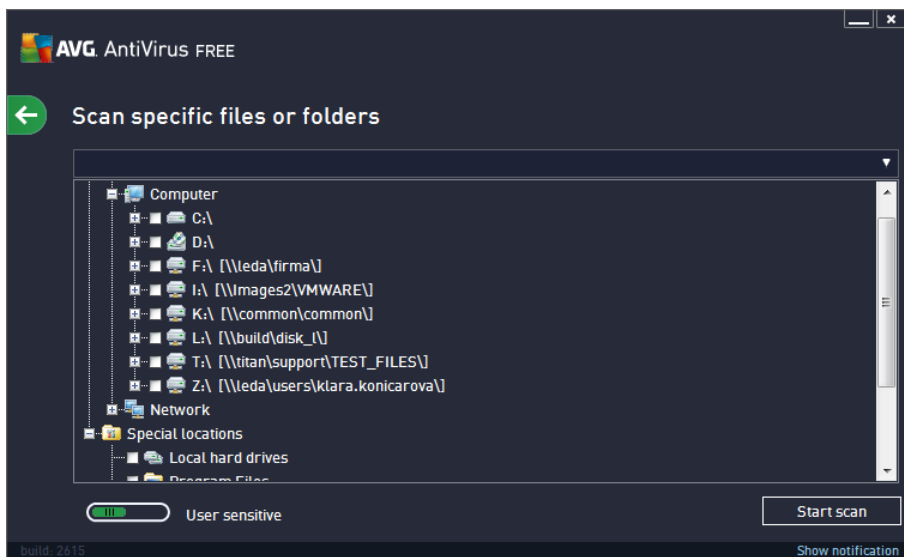 AVG. AntiVirus FREE
Scan specific files or folders
Computer
C:\
D:\
F:\ [\\leda\firma\]
I:\ [\\Images2\VMWARE\]
K:\ [\\common\common\]
L:\ [\\build\disk_l\]
T:\ [\\titan\support\TEST_FILES\]
Z:\ [\\leda\users\klara.konicarova\]
Network
Special locations
Local hard drives
Program Files
User sensitive
Start scan
build: 2615
Show notification